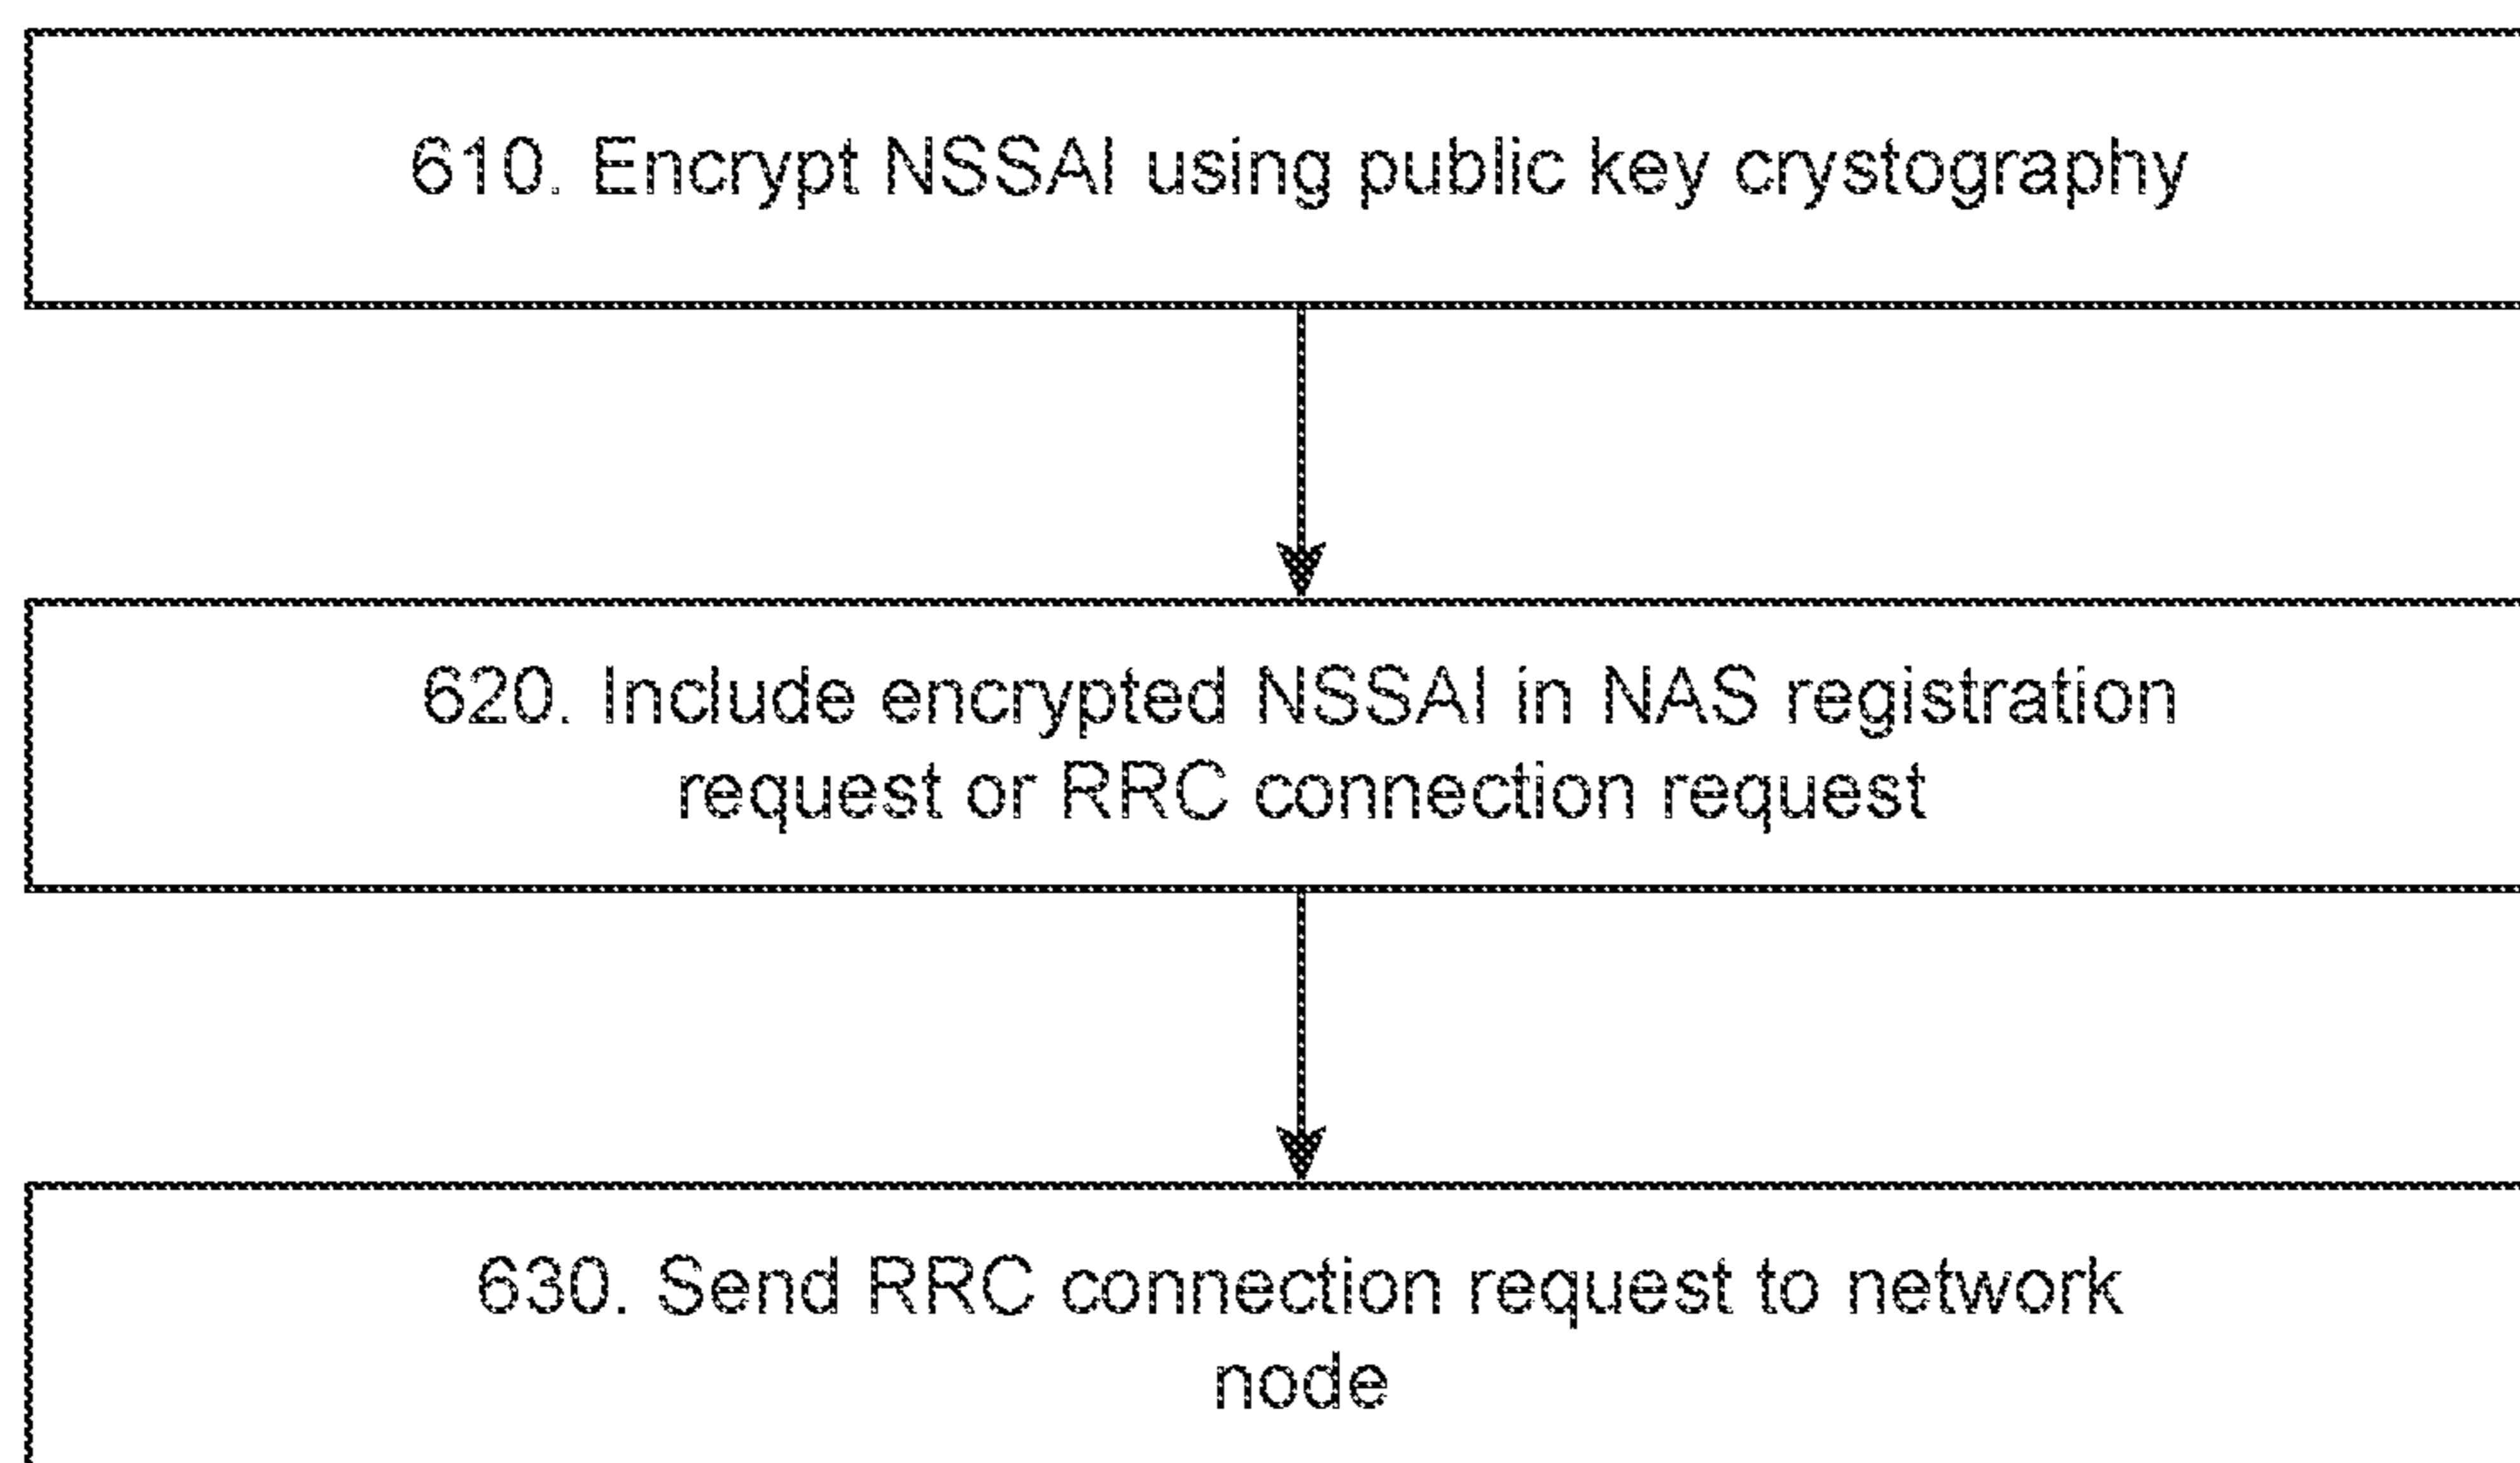 610. Encrypt NSSAI using public key crystography
620. Include encrypted NSSAI in NAS registration
request or RRC connection request
630. Send RRC connection request to network
node